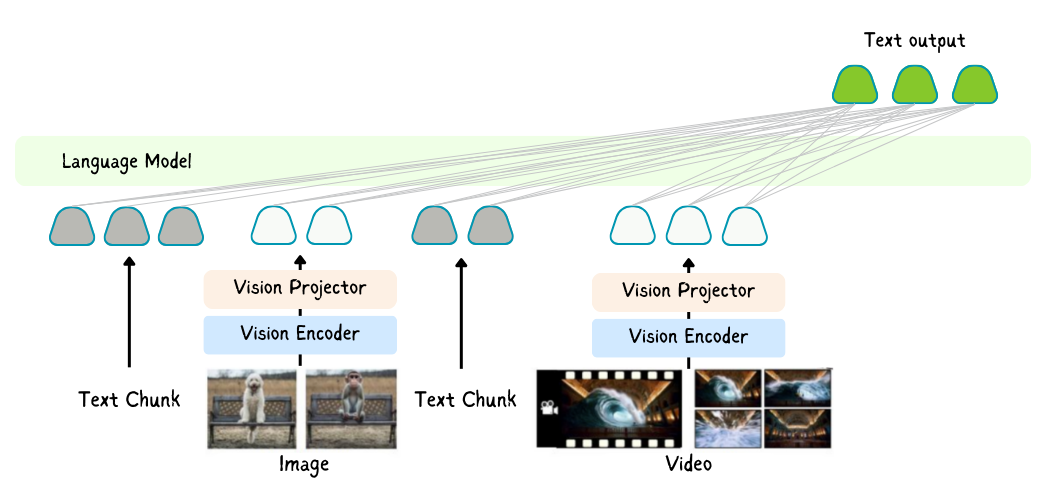 Text output
Language Model
Vision Projector
Vision Projector
Vision Encoder
Vision Encoder
Text Chunk
Text Chunk
Image
Video